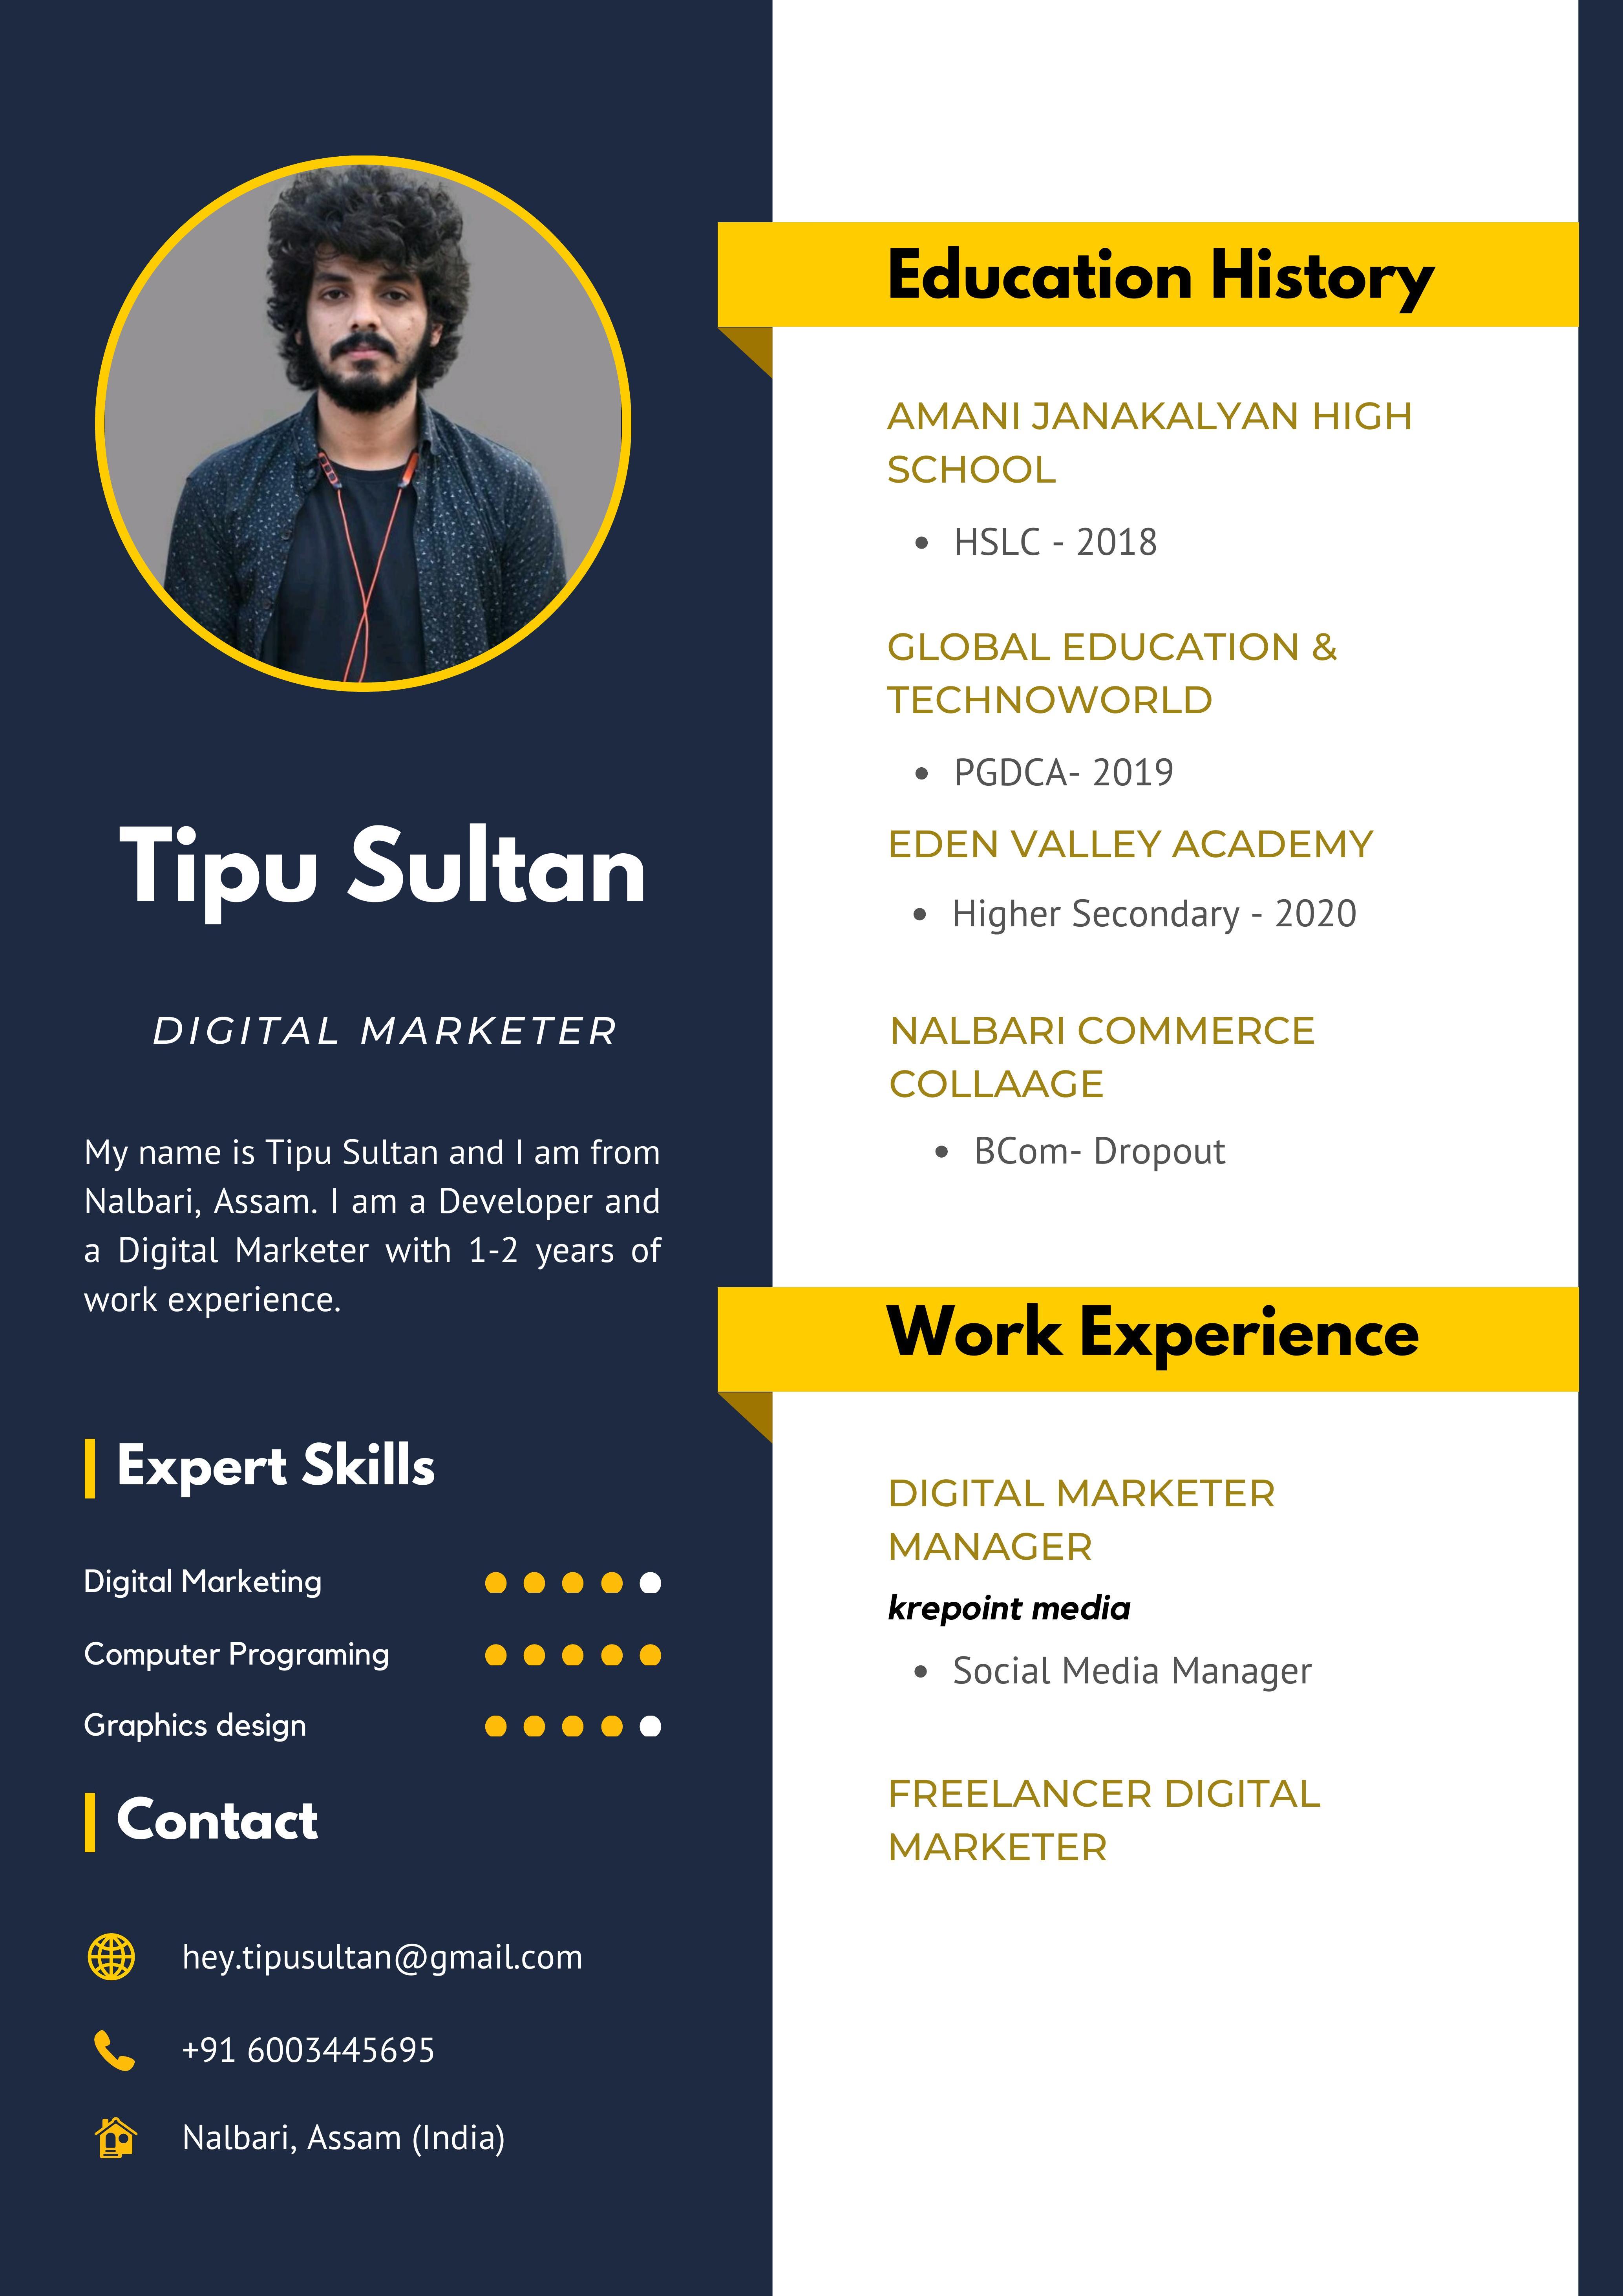 Tipu Sultan
DIGITAL MARKETER
My name is Tipu Sultan and I am from
Nalbari, Assam. I am a Developer and
a Digital Marketer with 1-2 years of
work experience.
Expert Skills
Digital Marketing
Computer Programing
Graphics design
Contact
hey.tipusultan@gmail.com
+91 6003445695
Nalbari, Assam (India)
Education History
AMANI JANAKALYAN HIGH
SCHOOL
• HSLC - 2018
GLOBAL EDUCATION &
TECHNOWORLD
• PGDCA- 2019
EDEN VALLEY ACADEMY
• Higher Secondary - 2020
NALBARI COMMERCE
COLLAAGE
• BCom- Dropout
Work Experience
DIGITAL MARKETER
MANAGER
krepoint media
• Social Media Manager
FREELANCER DIGITAL
MARKETER